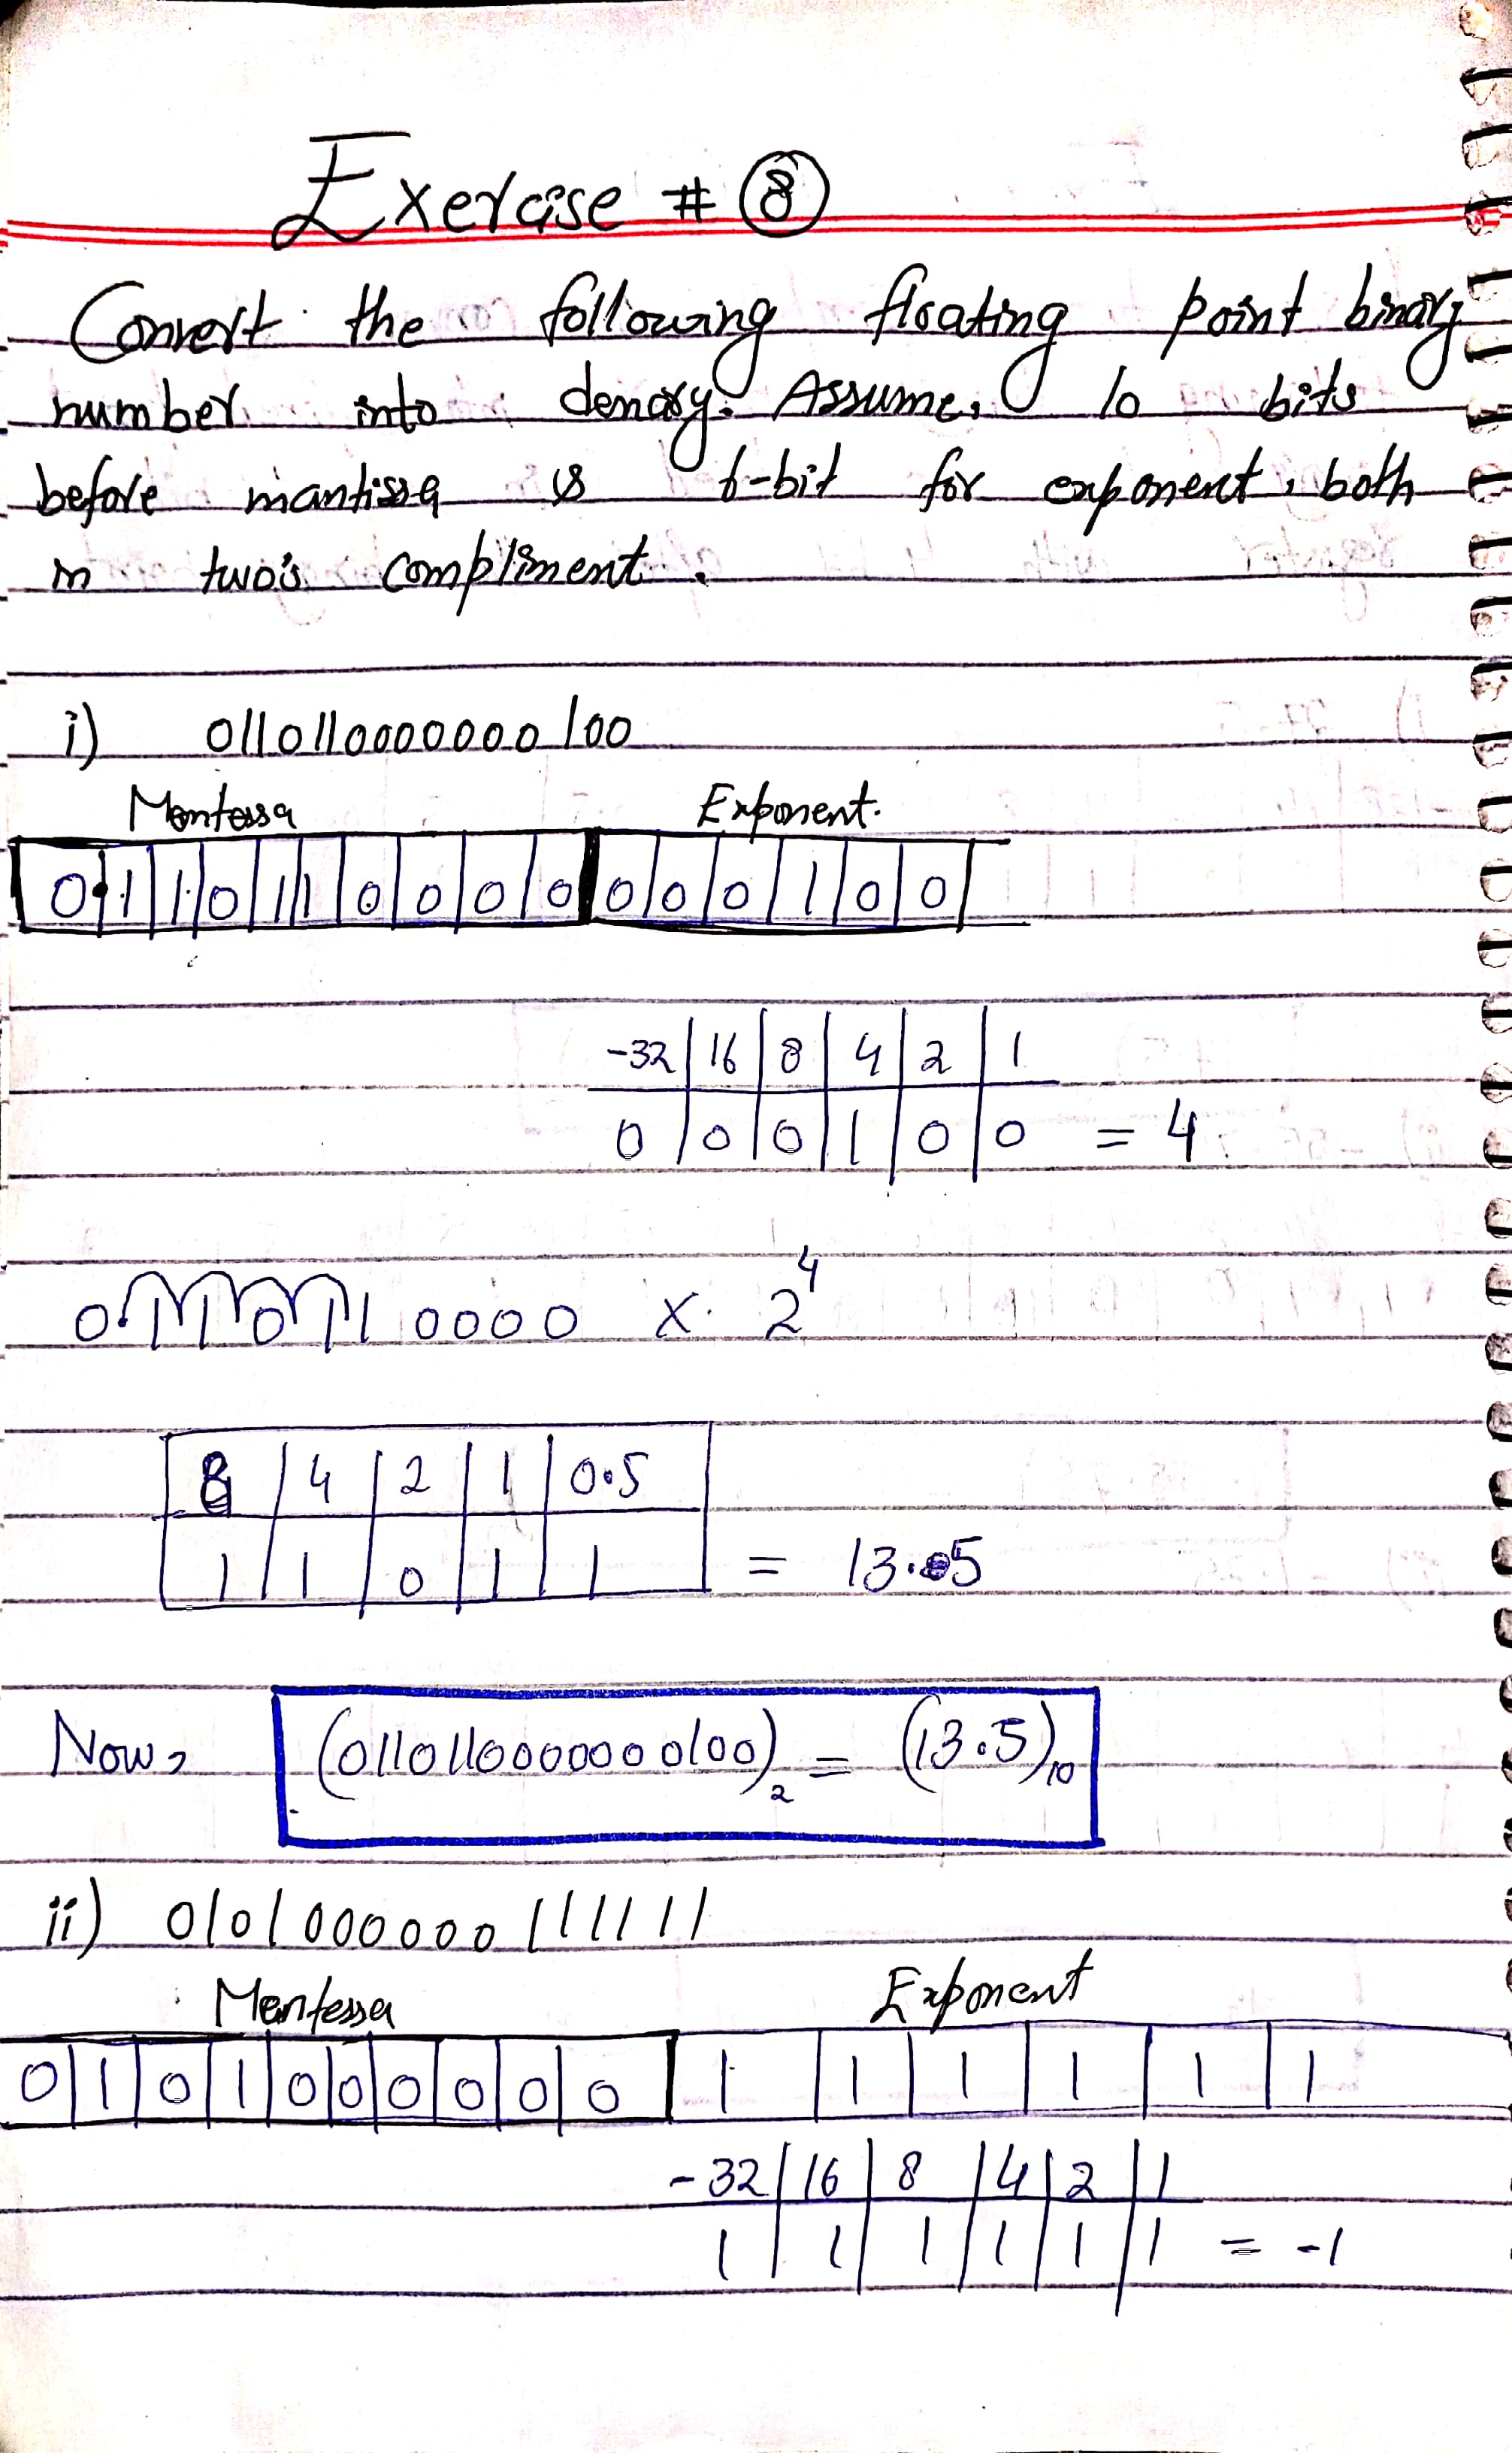 Exercise # 8
Convert the following floating point binary
number into denary. Assume, 10 bits
before mantissa & 6-bit for exponent, both
in two's compliment.
i) 0110110000000100
Mentessa Exponent.
0.1 1 0 1 1 0 0 0 0 0 0 0 1 0 0
-32 16 8 4 2 1
0 0 0 1 0 0 = 4
0.110110000 x 2^4
8 4 2 1 0.5
1 1 0 1 1 = 13.5
Now, (0110110000000100)₂ = (13.5)₁₀
ii) 0101000000111111
Mentessa Exponent
0 1 0 1 0 0 0 0 0 0 1 1 1 1 1 1
-32 16 8 4 2 1
1 1 1 1 1 1 = -1